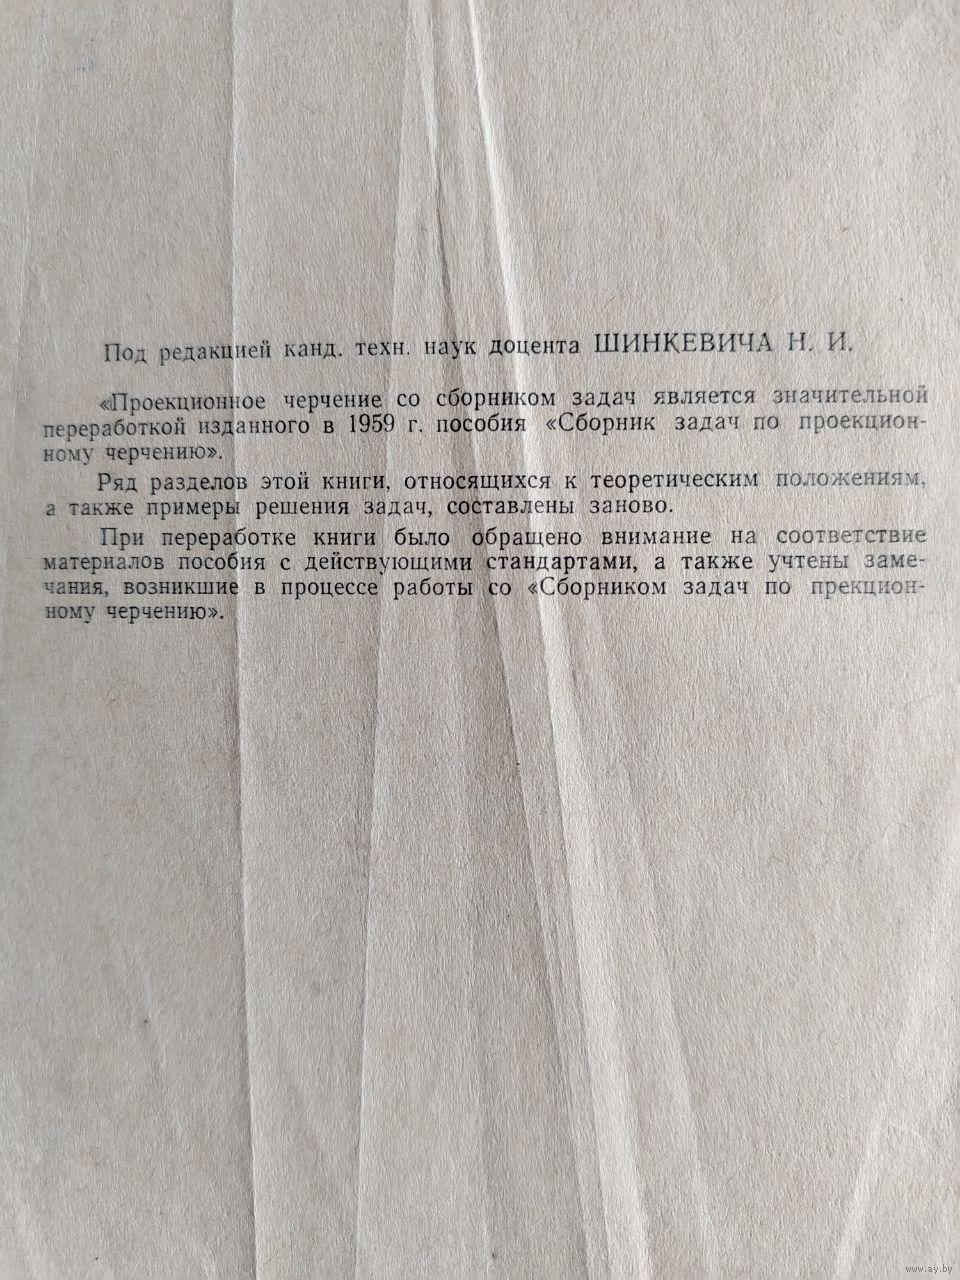 Под редакцией канд. техн. наук доцента ШИНКЕВИЧА Н. И.
«Проекционное черчение со сборником задач является значительной
переработкой изданного в 1959 г. пособия «Сборник задач по проекцион-
ному черчению».
Ряд разделов этой книги, относящихся к теоретическим положениям,
а также примеры решения задач, составлены заново.
При переработке книги было обращено внимание на соответствие
материалов пособия с действующими стандартами, а также учтены заме-
чания, возникшие в процессе работы со «Сборником задач по прекцион-
ному черчению».
www.ay.by